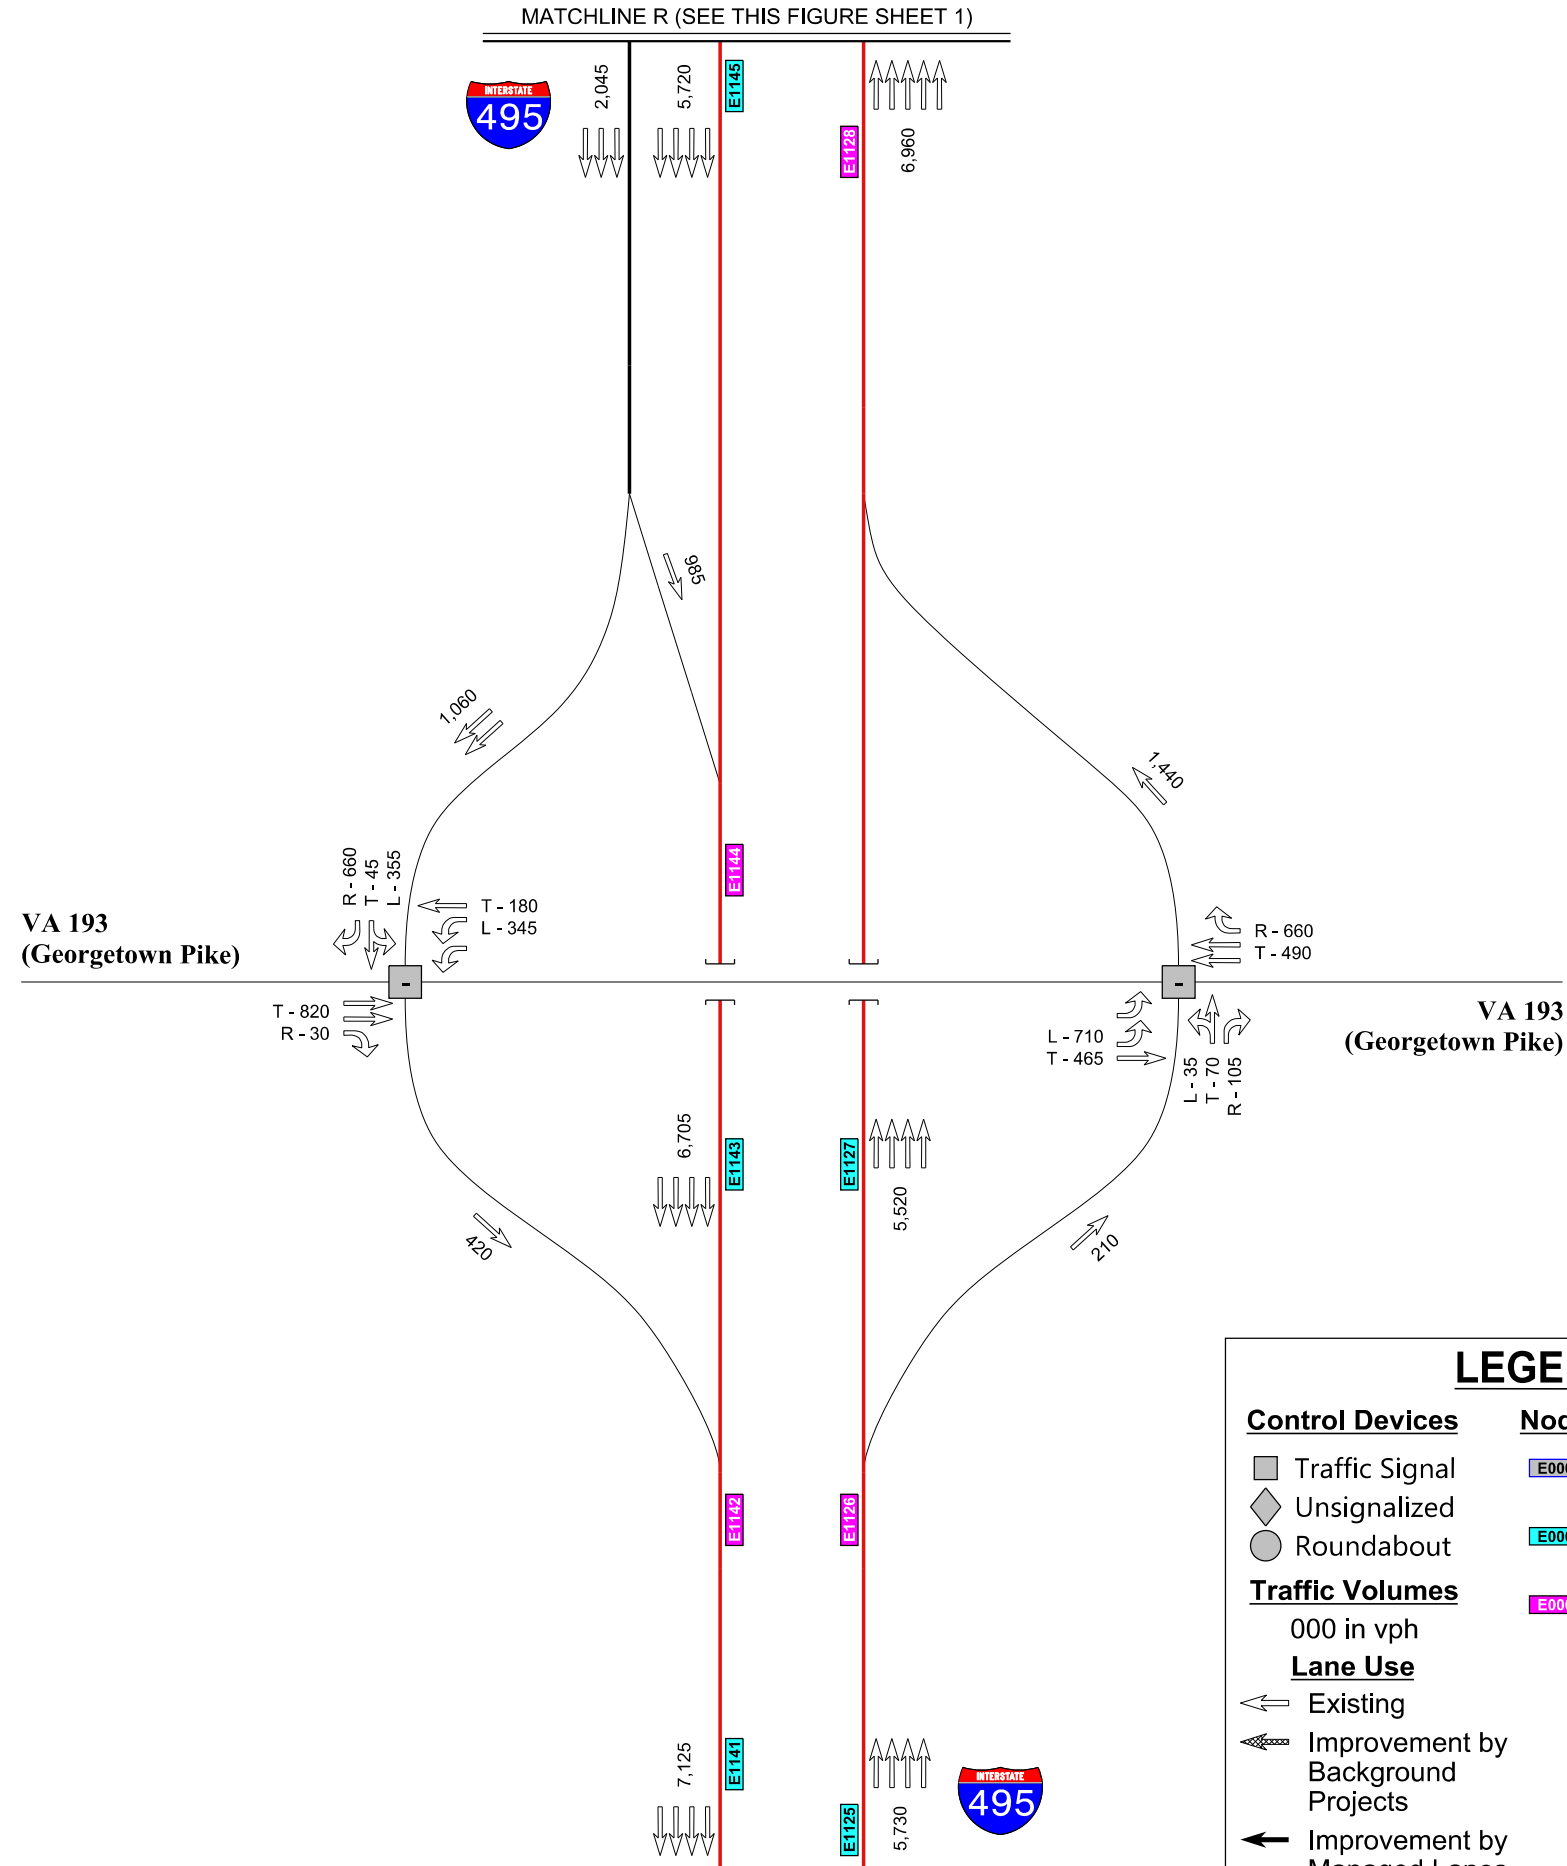 MATCHLINE R (SEE THIS FIGURE SHEET 1)
INTERSTATE
495
2,045
5,720
E1145
E1128
6,960
985
1,060
1,440
E1144
R - 660
T - 45
L - 355
T - 180
L - 345
VA 193
(Georgetown Pike)
T - 820
R - 30
R - 660
T - 490
L - 710
T - 465
L - 35
T - 70
R - 105
VA 193
(Georgetown Pike)
6,705
E1143
E1127
5,520
420
210
E1142
E1126
7,125
E1141
E1125
5,730
INTERSTATE
495
LEGE
Control Devices
Traffic Signal
Unsignalized
Roundabout
Traffic Volumes
000 in vph
Lane Use
Existing
Improvement by
Background
Projects
Improvement by